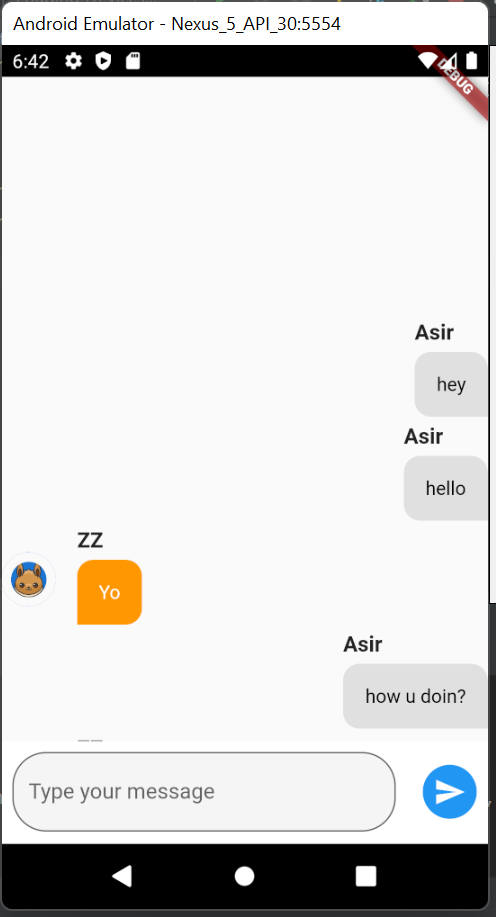 Android Emulator - Nexus_5_API_30:5554
6:42
DEBUG
Asir
hey
Asir
hello
ZZ
Yo
Asir
how u doin?
Type your message